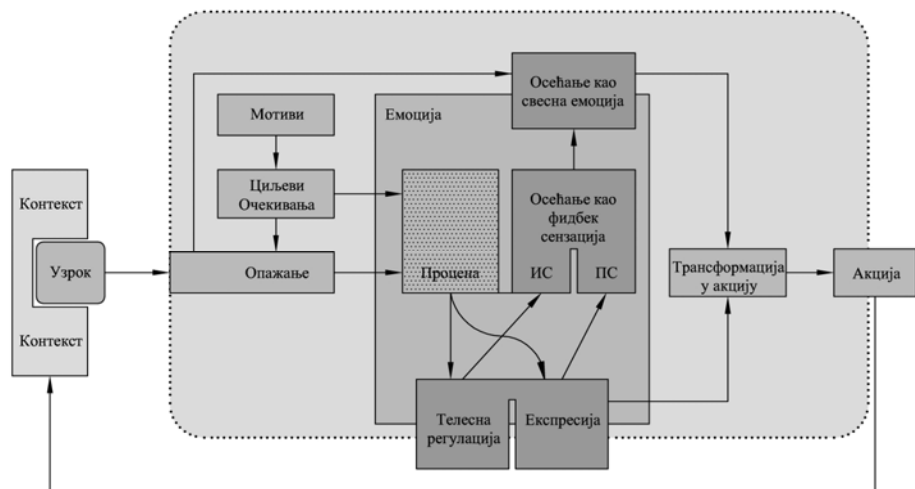 Осећање као
свесна емоција
Емоција
Мотиви
Циљеви
Очекивања
Осећање као
фидбек
сензација
Контекст
Узрок
Опажање
Процена
ИС
ПС
Трансформација
у акцију
Акција
Контекст
Телесна
регулација
Експресија